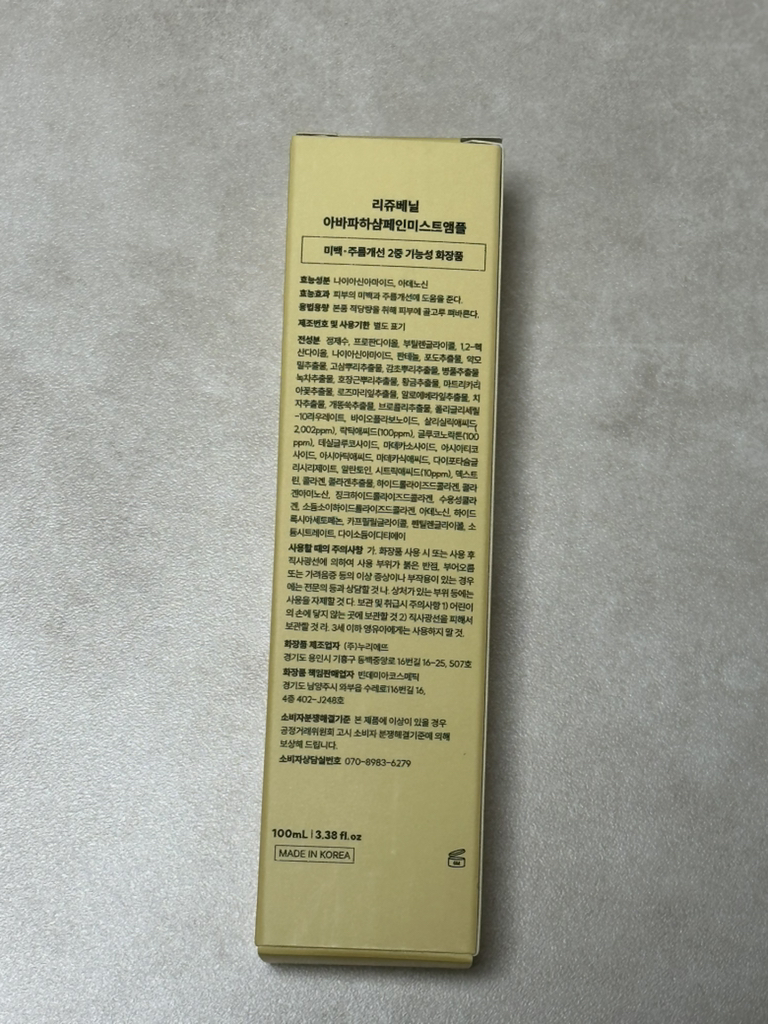 리쥬베닐
아바파하샴페인미스트앰플
미백·주름개선 2중 기능성 화장품
효능성분 나이아신아마이드, 아데노신
효능효과 피부의 미백과 주름개선에 도움을 준다.
용법용량 본품 적당량을 취해 피부에 골고루 펴바른다.
제조번호 및 사용기한 별도 표기
전성분 정제수, 프로판다이올, 부틸렌글라이콜, 1,2-헥
산다이올, 나이아신아마이드, 판테놀, 포도추출물, 약모
밀추출물, 고삼뿌리추출물, 감초뿌리추출물, 병풀추출물
녹차추출물, 호장근뿌리추출물, 황금추출물, 마트리카리
아꽃추출물, 로즈마리잎추출물, 알로에베라잎추출물, 치
자추출물, 개똥쑥추출물, 브로콜리추출물, 폴리글리세릴
-10라우레이트, 바이오플라보노이드, 살리실릭애씨드(
2,002ppm), 락틱애씨드(100ppm), 글루코노락톤(100
ppm), 데실글루코사이드, 마데카소사이드, 아시아티코
사이드, 아시아틱애씨드, 마데카식애씨드, 다이포타슘글
리시리제이트, 알란토인, 시트릭애씨드(10ppm), 덱스트
린, 콜라겐, 콜라겐추출물, 하이드롤라이즈드콜라겐, 콜라
겐아미노산, 징크하이드롤라이즈드콜라겐, 수용성콜라
겐, 소듐소이하이드롤라이즈드콜라겐, 아데노신, 하이드
록시아세토페논, 카프릴릴글라이콜, 펜틸렌글라이콜, 소
듐시트레이트, 다이소듐이디티에이
사용할 때의 주의사항 가. 화장품 사용 시 또는 사용 후
직사광선에 의하여 사용 부위가 붉은 반점, 부어오름
또는 가려움증 등의 이상 증상이나 부작용이 있는 경우
에는 전문의 등과 상담할 것 나. 상처가 있는 부위 등에는
사용을 자제할 것 다. 보관 및 취급시 주의사항 1) 어린이
의 손에 닿지 않는 곳에 보관할 것 2) 직사광선을 피해서
보관할 것 라. 3세 이하 영유아에게는 사용하지 말 것.
화장품 제조업자 (주)누리에쁘
경기도 용인시 기흥구 동백중앙로 16번길 16-25, 507호
화장품 책임판매업자 빈데미아코스메틱
경기도 남양주시 와부읍 수레로116번길 16,
4층 402-J248호
소비자분쟁해결기준 본 제품에 이상이 있을 경우
공정거래위원회 고시 소비자 분쟁해결기준에 의해
보상해 드립니다.
소비자상담실번호 070-8983-6279
100mL | 3.38 fl.oz
MADE IN KOREA